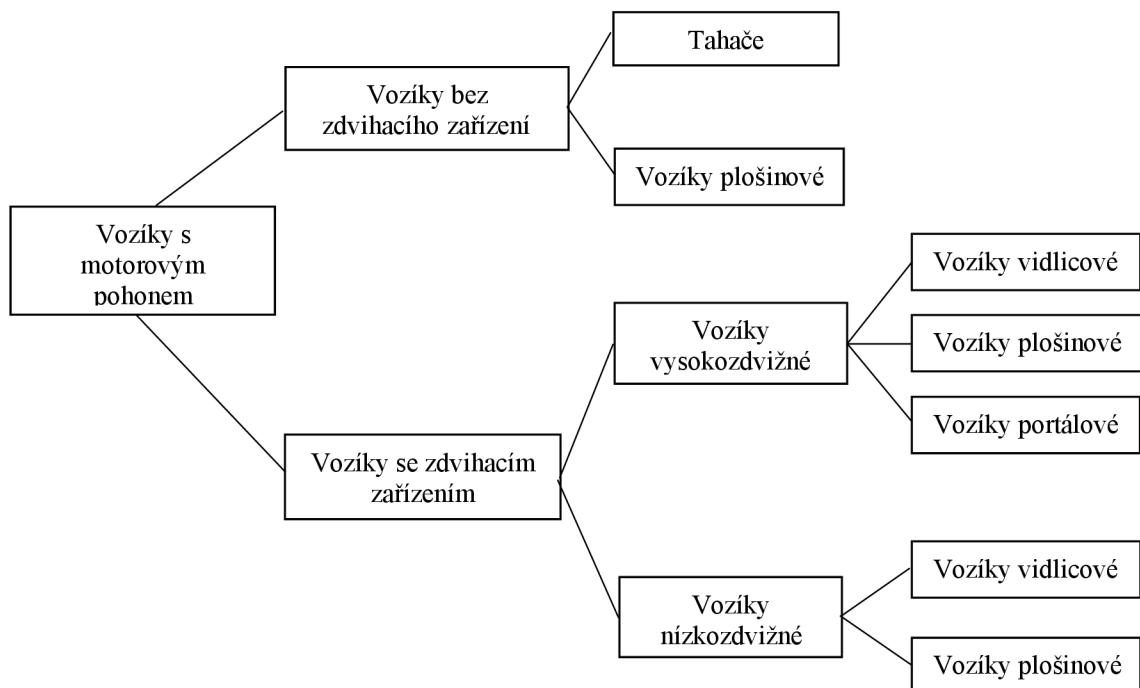 Tahače
Vozíky bez
zdvihacího zařízení
Vozíky plošinové
Vozíky s
motorovým
pohonem
Vozíky vidlicové
Vozíky
vysokozdvižné
Vozíky plošinové
Vozíky portálové
Vozíky se zdvihacím
zařízením
Vozíky vidlicové
Vozíky
nízkozdvižné
Vozíky plošinové